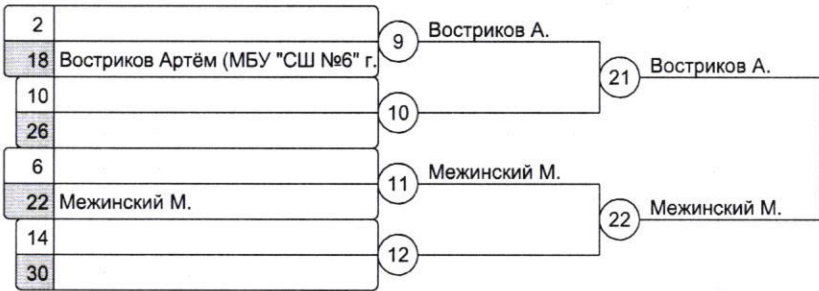 2
18 Востриков Артём (МБУ "СШ №6" г.
9 Востриков А.
10
26
10
21 Востриков А.
6
22 Межинский М.
11 Межинский М.
14
30
12
22 Межинский М.